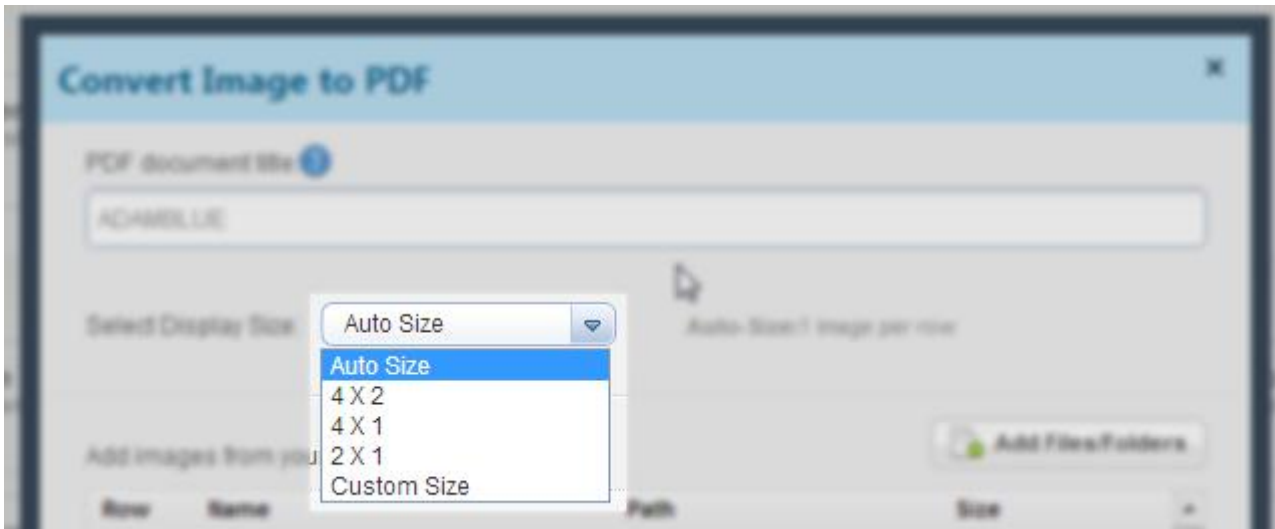 Convert Image to PDF
PDF document title
ADAMBLUE
Select Display Size: Auto Size Auto-Size:1 image per row
Auto Size
4 X 2
4 X 1
2 X 1
Custom Size
Add images from you
Add Files/Folders
Row Name Path Size